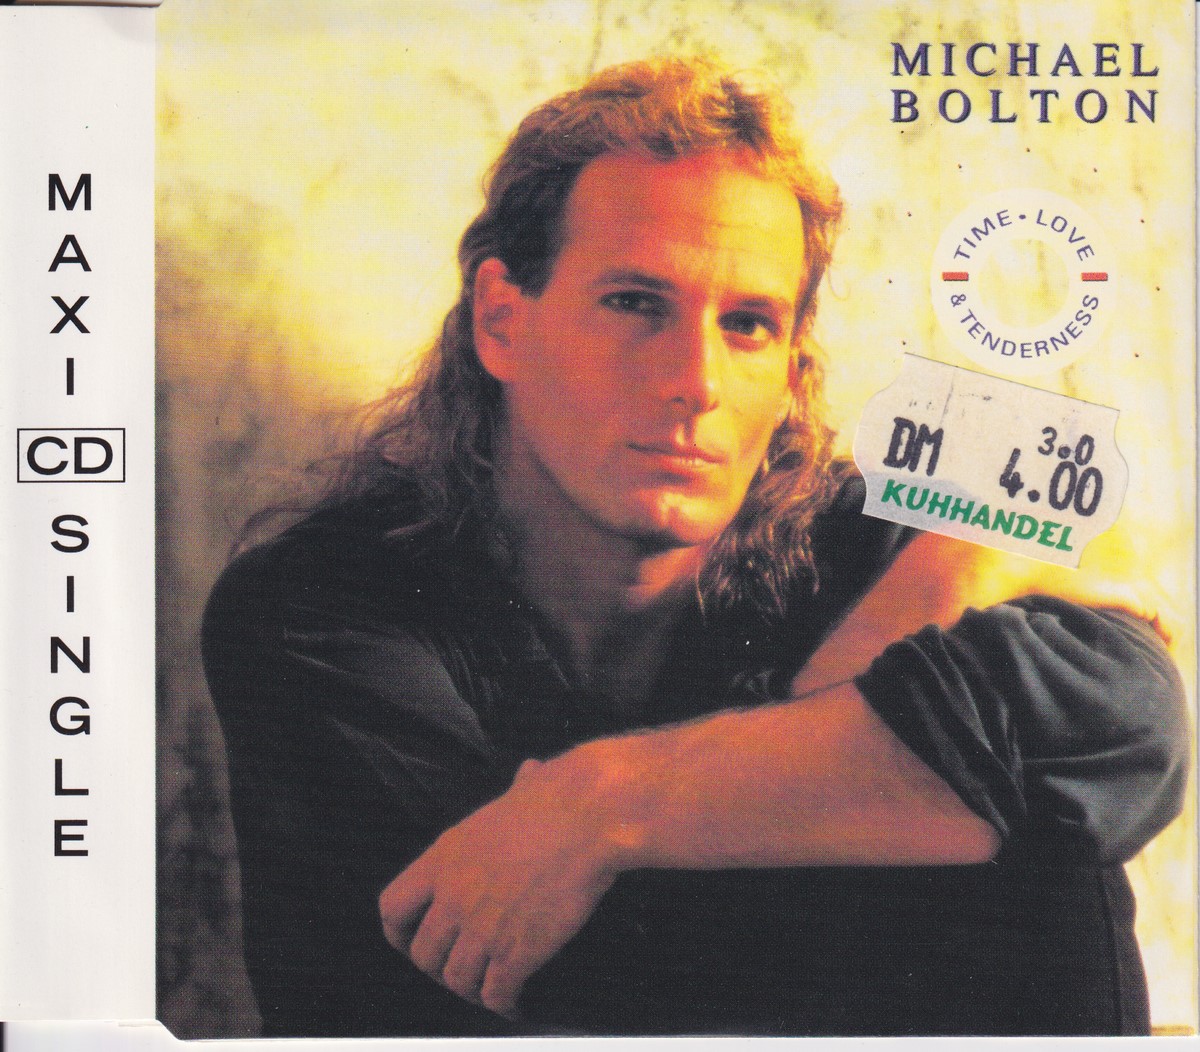 MAXI
CD
SINGLE
MICHAEL
BOLTON
TIME • LOVE
& TENDERNESS
3.0
DM 4.00
KUHHANDEL